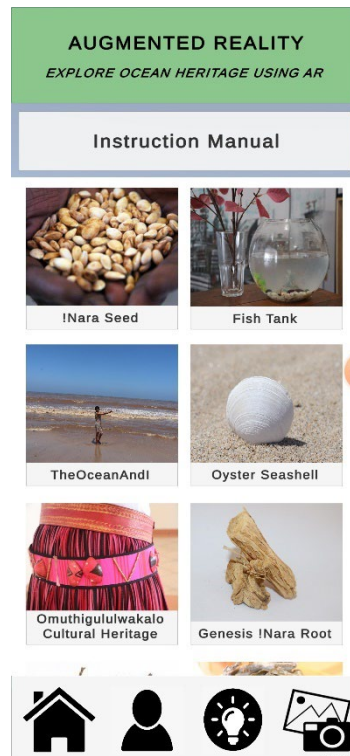 AUGMENTED REALITY
EXPLORE OCEAN HERITAGE USING AR
Instruction Manual
!Nara Seed
Fish Tank
TheOceanAndI
Oyster Seashell
Omuthigululwakalo
Cultural Heritage
Genesis !Nara Root